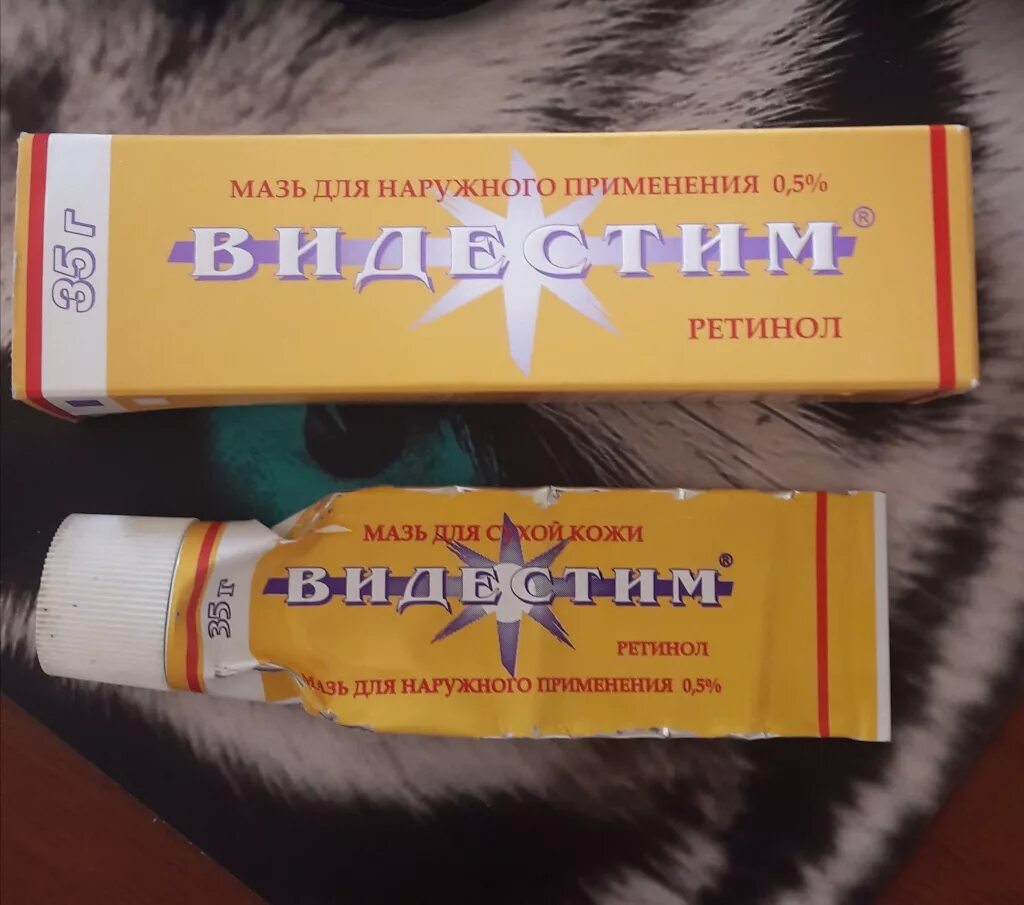 МАЗЬ ДЛЯ НАРУЖНОГО ПРИМЕНЕНИЯ 0,5%
35 г
ВИДЕСТИМ®
РЕТИНОЛ
МАЗЬ ДЛЯ СУХОЙ КОЖИ
35 г
ВИДЕСТИМ®
РЕТИНОЛ
МАЗЬ ДЛЯ НАРУЖНОГО ПРИМЕНЕНИЯ 0,5%